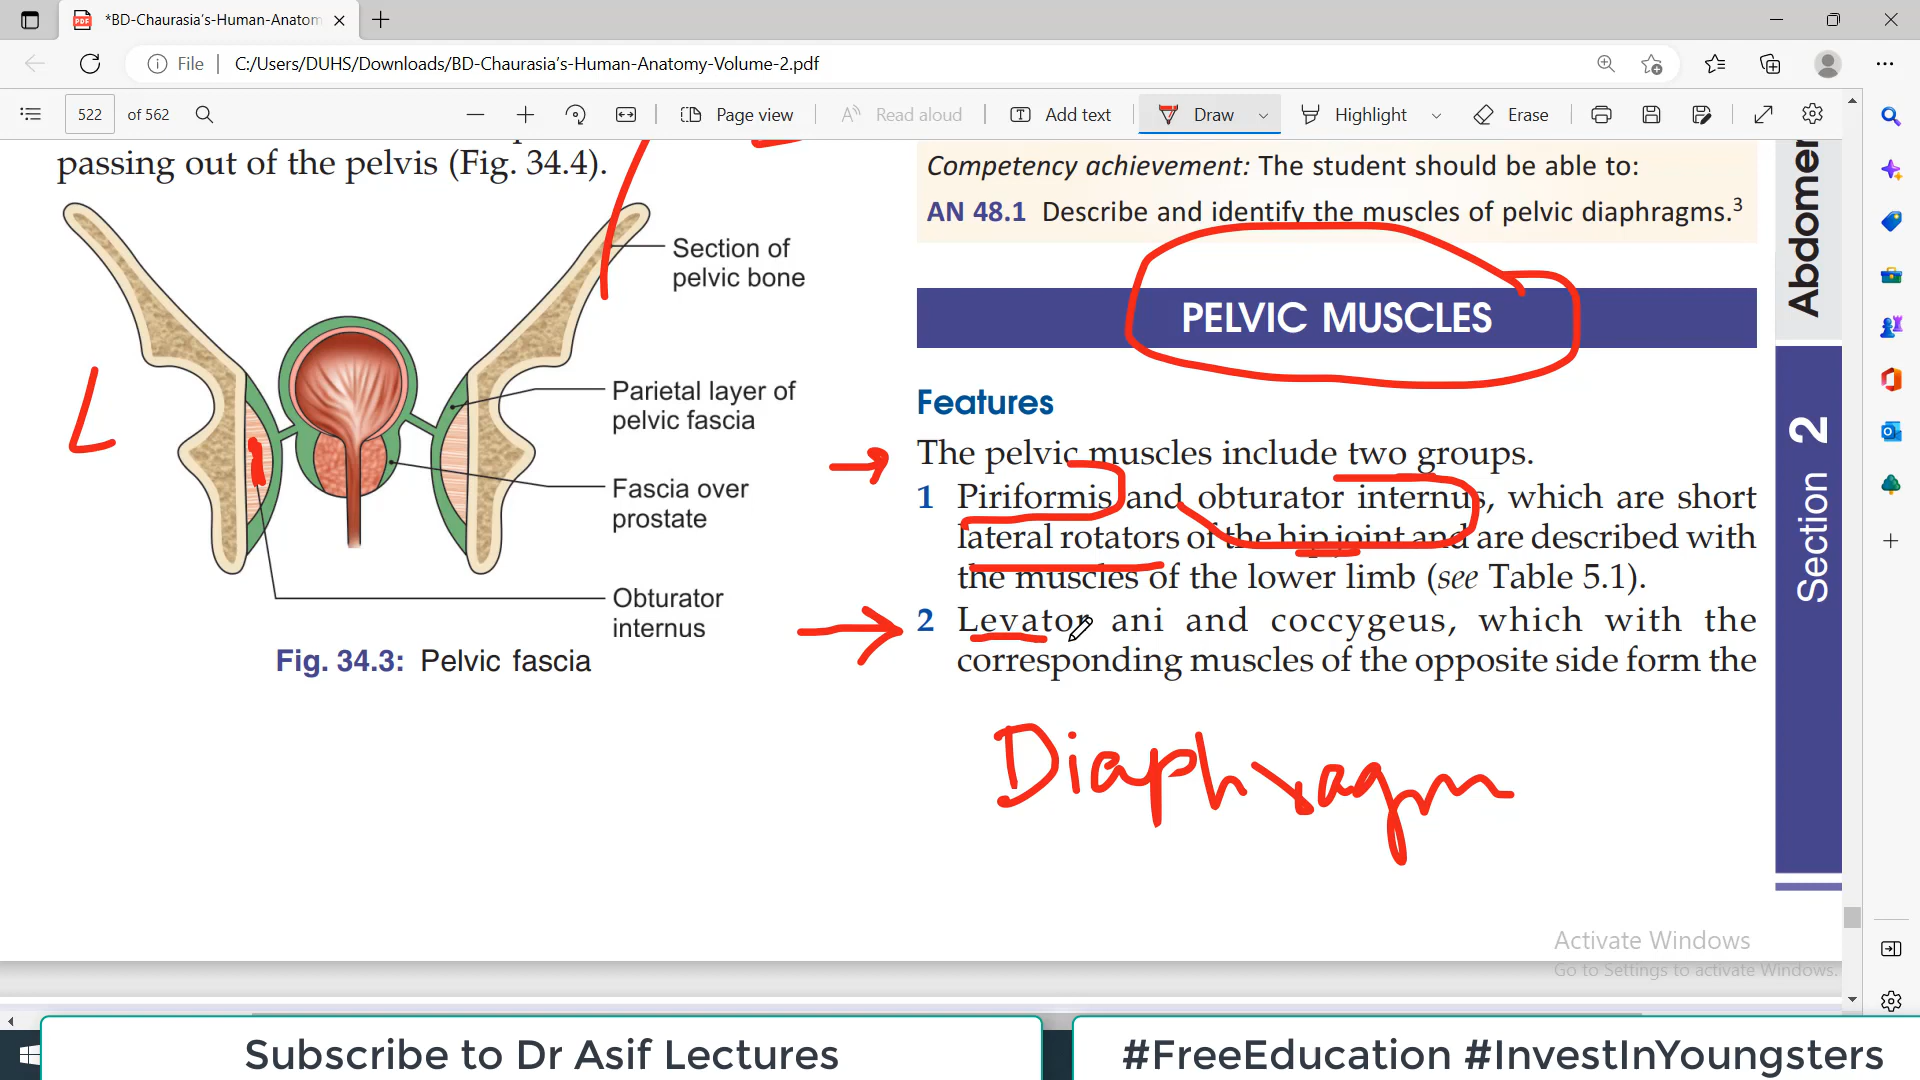 *BD-Chaurasia's-Human-Anatom
File
C:/Users/DUHS/Downloads/BD-Chaurasia's-Human-Anatomy-Volume-2.pdf
522 of 562
Page view
Read aloud
Add text
Draw
Highlight
Erase
passing out of the pelvis (Fig. 34.4).
Section of
pelvic bone
Parietal layer of
pelvic fascia
Fascia over
prostate
Obturator
internus
Fig. 34.3: Pelvic fascia
L
Competency achievement: The student should be able to:
AN 48.1 Describe and identify the muscles of pelvic diaphragms.3
PELVIC MUSCLES
Features
The pelvic muscles include two groups.
1 Piriformis and obturator internus, which are short
lateral rotators of the hip joint and are described with
the muscles of the lower limb (see Table 5.1).
2 Levator ani and coccygeus, which with the
corresponding muscles of the opposite side form the
Diaphragm
Abdomen
Section 2
Activate Windows
Go to Settings to activate Windows.
Subscribe to Dr Asif Lectures
#FreeEducation #InvestInYoungsters